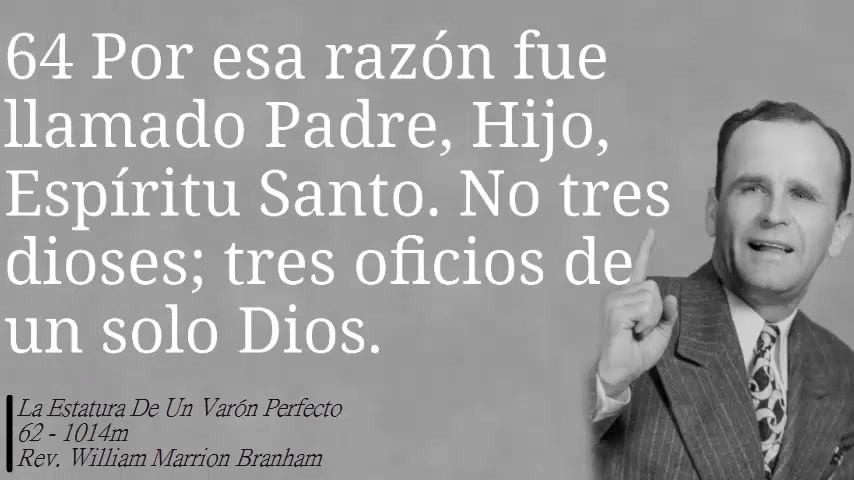 64 Por esa razón fue
llamado Padre, Hijo,
Espíritu Santo. No tres
dioses; tres oficios de
un solo Dios.
La Estatura De Un Varón Perfecto
62 - 1014m
Rev. William Marrion Branham